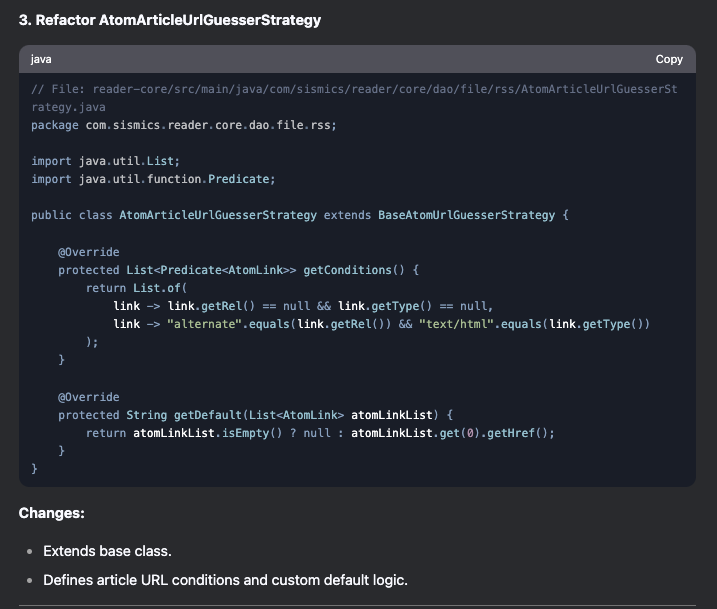 3. Refactor AtomArticleUrlGuesserStrategy
java
Copy
// File: reader-core/src/main/java/com/sismics/reader/core/dao/file/rss/AtomArticleUrlGuesserSt
rategy.java
package com.sismics.reader.core.dao.file.rss;
import java.util.List;
import java.util.function.Predicate;
public class AtomArticleUrlGuesserStrategy extends BaseAtomUrlGuesserStrategy {
@Override
protected List<Predicate<AtomLink>> getConditions() {
return List.of(
link -> link.getRel() == null && link.getType() == null,
link -> "alternate".equals(link.getRel()) && "text/html".equals(link.getType())
);
}
@Override
protected String getDefault(List<AtomLink> atomLinkList) {
return atomLinkList.isEmpty() ? null : atomLinkList.get(0).getHref();
}
}
Changes:
• Extends base class.
• Defines article URL conditions and custom default logic.